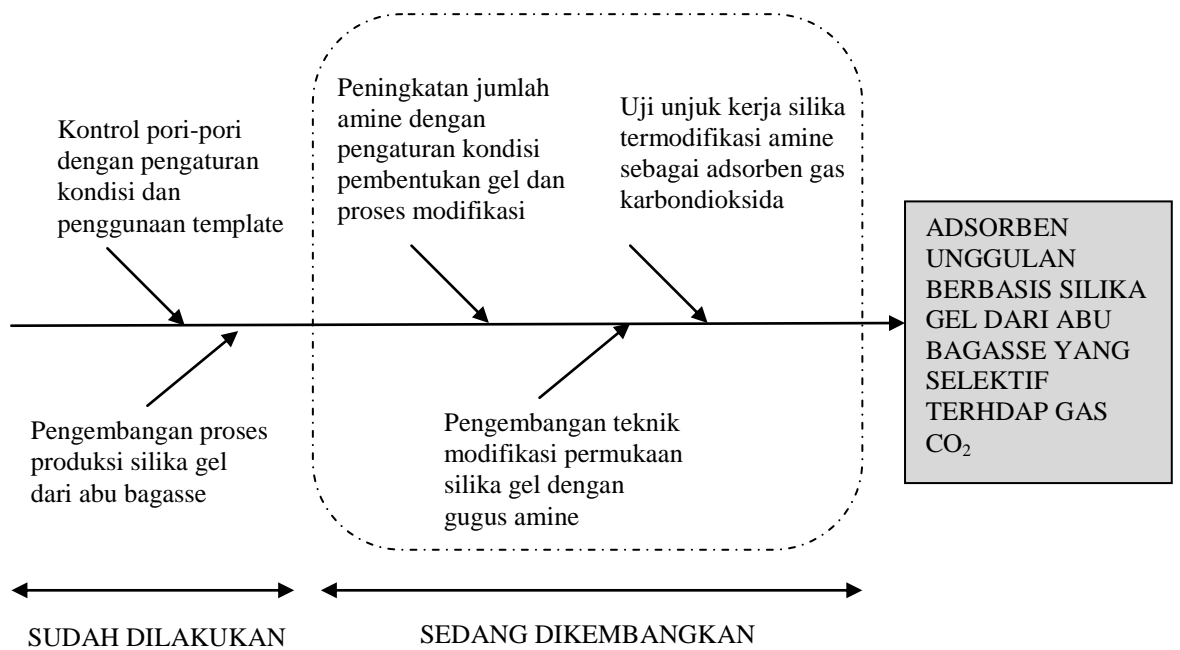 Kontrol pori-pori
dengan pengaturan
kondisi dan
penggunaan template
Peningkatan jumlah
amine dengan
pengaturan kondisi
pembentukan gel dan
proses modifikasi
Uji unjuk kerja silika
termodifikasi amine
sebagai adsorben gas
karbondioksida
ADSORBEN
UNGGULAN
BERBASIS SILIKA
GEL DARI ABU
BAGASSE YANG
SELEKTIF
TERHDAP GAS
CO₂
Pengembangan proses
produksi silika gel
dari abu bagasse
Pengembangan teknik
modifikasi permukaan
silika gel dengan
gugus amine
SUDAH DILAKUKAN
SEDANG DIKEMBANGKAN